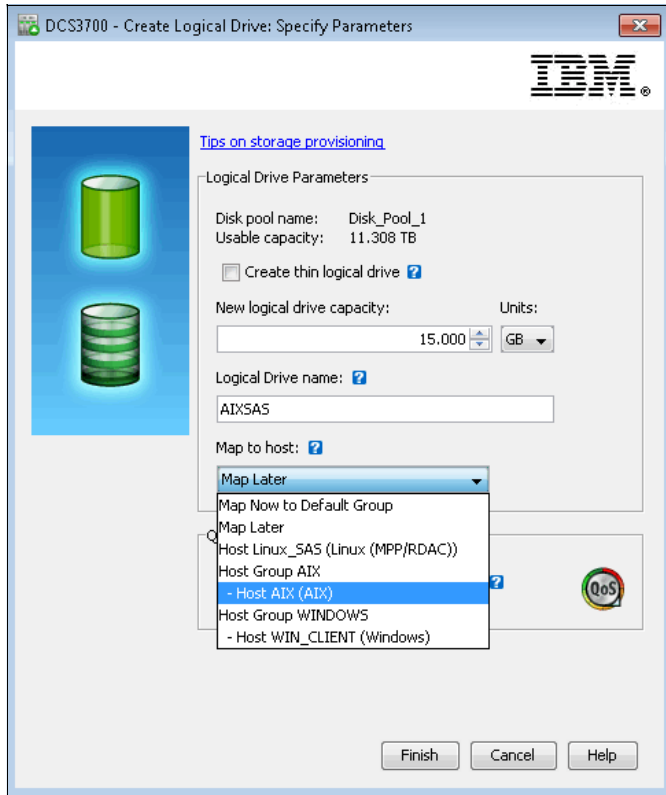 DCS3700 - Create Logical Drive: Specify Parameters
IBM®
Tips on storage provisioning
Logical Drive Parameters
Disk pool name: Disk_Pool_1
Usable capacity: 11.308 TB
Create thin logical drive ?
New logical drive capacity: Units:
15.000 GB
Logical Drive name: ?
AIXSAS
Map to host: ?
Map Later
Map Now to Default Group
Map Later
Host Linux_SAS (Linux (MPP/RDAC))
Host Group AIX
- Host AIX (AIX)
Host Group WINDOWS
- Host WIN_CLIENT (Windows)
Q
?
QoS
Finish Cancel Help